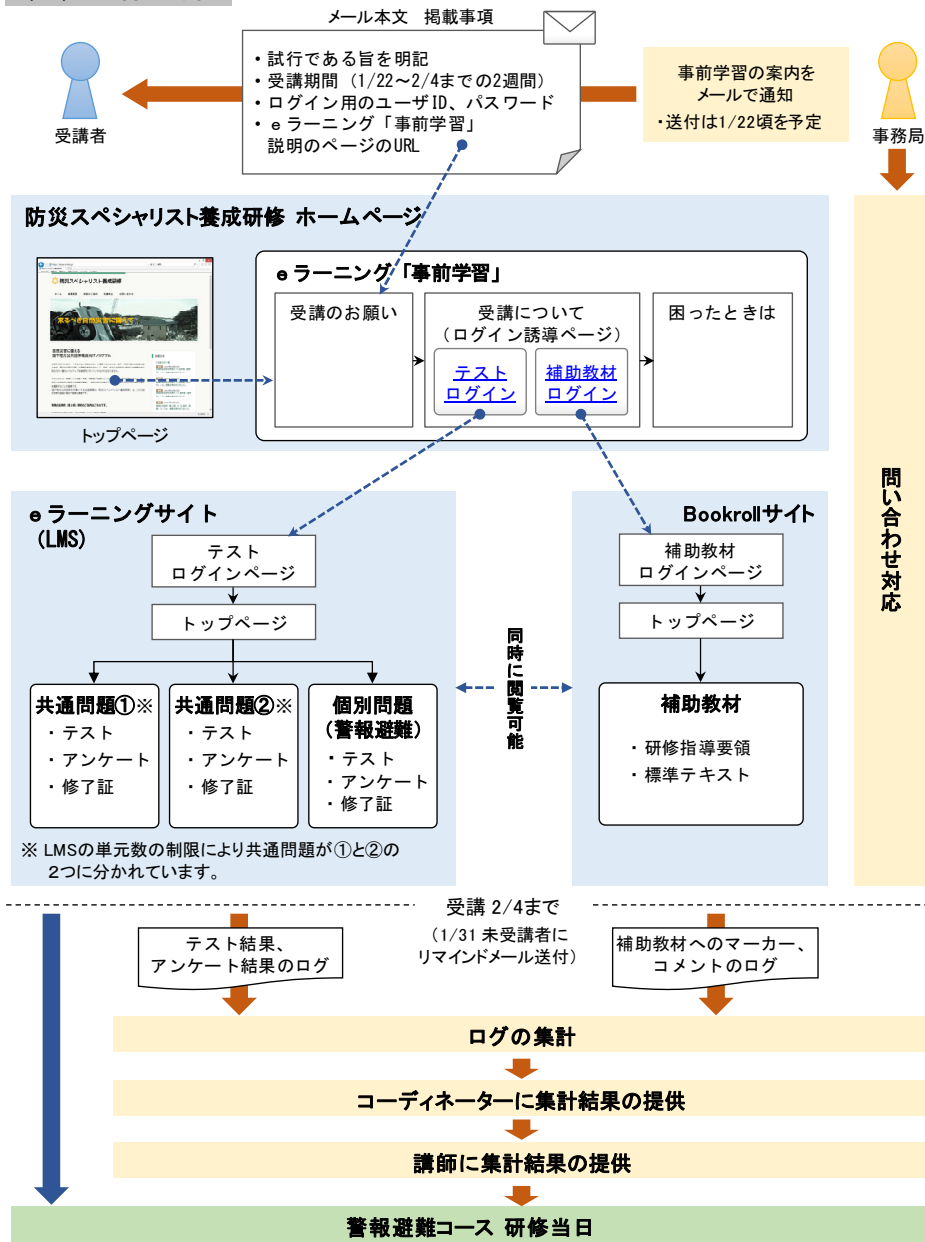 メール本文 掲載事項
・試行である旨を明記
・受講期間（1/22～2/4までの2週間）
・ログイン用のユーザID、パスワード
・ｅラーニング「事前学習」
説明のページのURL
事前学習の案内を
メールで通知
・送付は1/22頃を予定
受講者
事務局
防災スペシャリスト養成研修 ホームページ
防災スペシャリスト養成研修
トップページ
ｅラーニング「事前学習」
受講のお願い
受講について
（ログイン誘導ページ）
テスト
ログイン
補助教材
ログイン
困ったときは
問い合わせ対応
ｅラーニングサイト
(LMS)
テスト
ログインページ
トップページ
共通問題①※
・テスト
・アンケート
・修了証
共通問題②※
・テスト
・アンケート
・修了証
個別問題
(警報避難)
・テスト
・アンケート
・修了証
※ LMSの単元数の制限により共通問題が①と②の
２つに分かれています。
同時に閲覧可能
Bookrollサイト
補助教材
ログインページ
トップページ
補助教材
・研修指導要領
・標準テキスト
受講 2/4まで
（1/31 未受講者に
リマインドメール送付）
テスト結果、
アンケート結果のログ
補助教材へのマーカー、
コメントのログ
ログの集計
コーディネーターに集計結果の提供
講師に集計結果の提供
警報避難コース 研修当日